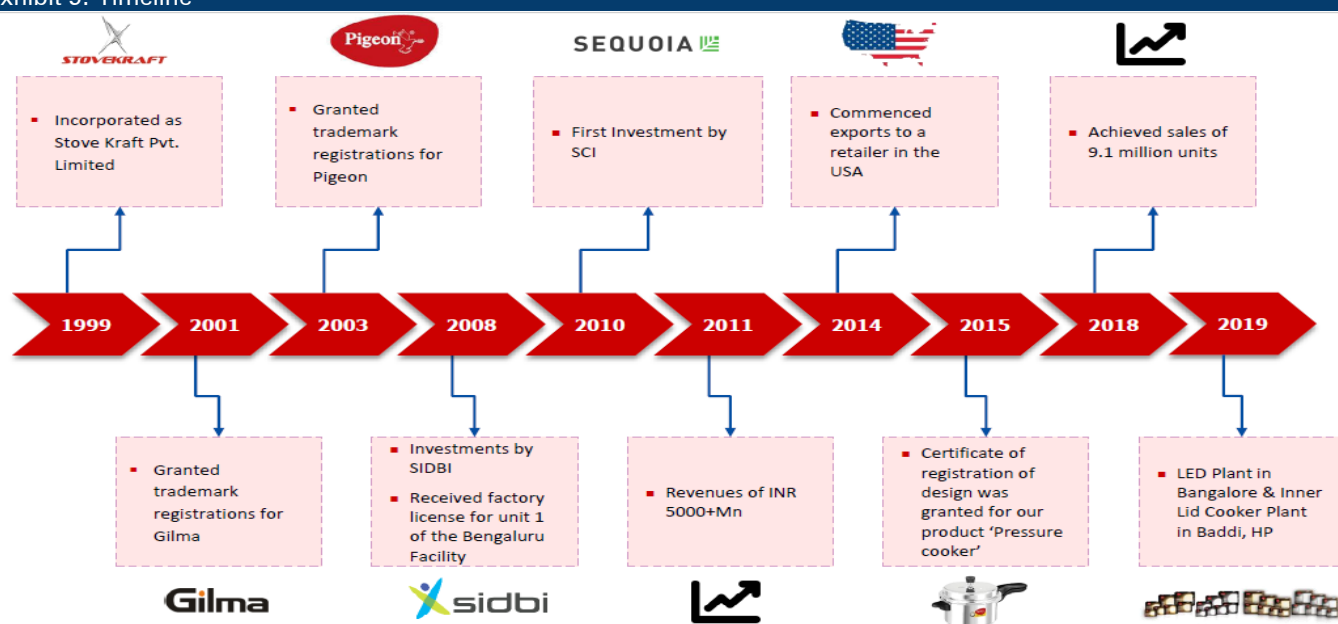 Exhibit 5: Timeline
STOVEKRAFT
Pigeon
SEQUOIA
Incorporated as
Stove Kraft Pvt.
Limited
Granted
trademark
registrations for
Pigeon
First Investment by
SCI
Commenced
exports to a
retailer in the
USA
Achieved sales of
9.1 million units
1999
2001
2003
2008
2010
2011
2014
2015
2018
2019
Granted
trademark
registrations for
Gilma
Investments by
SIDBI
Received factory
license for unit 1
of the Bengaluru
Facility
Revenues of INR
5000+Mn
Certificate of
registration of
design was
granted for our
product ‘Pressure
cooker’
LED Plant in
Bangalore & Inner
Lid Cooker Plant
in Baddi, HP
Gilma
sidbi